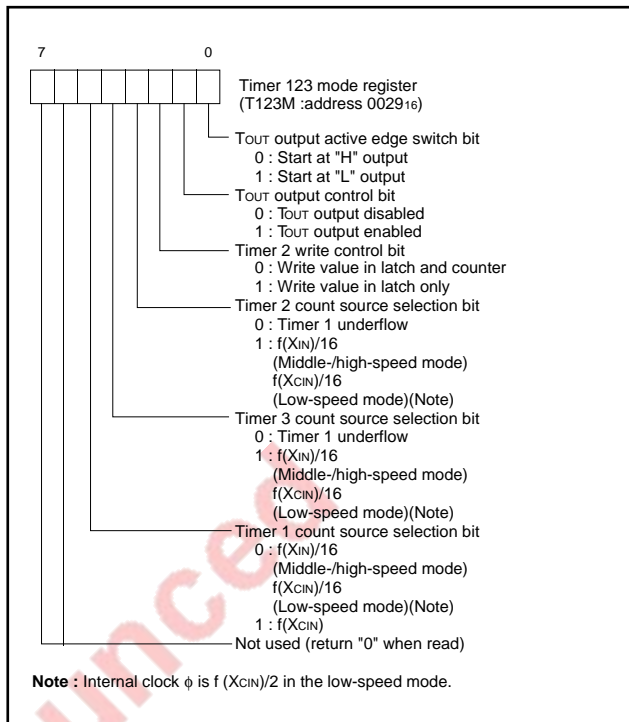 7 0
Timer 123 mode register
(T123M :address 002916)
TOUT output active edge switch bit
0 : Start at "H" output
1 : Start at "L" output
TOUT output control bit
0 : TOUT output disabled
1 : TOUT output enabled
Timer 2 write control bit
0 : Write value in latch and counter
1 : Write value in latch only
Timer 2 count source selection bit
0 : Timer 1 underflow
1 : f(XIN)/16
(Middle-/high-speed mode)
f(XCIN)/16
(Low-speed mode)(Note)
Timer 3 count source selection bit
0 : Timer 1 underflow
1 : f(XIN)/16
(Middle-/high-speed mode)
f(XCIN)/16
(Low-speed mode)(Note)
Timer 1 count source selection bit
0 : f(XIN)/16
(Middle-/high-speed mode)
f(XCIN)/16
(Low-speed mode)(Note)
1 : f(XCIN)
Not used (return "0" when read)
Note : Internal clock ϕ is f (XCIN)/2 in the low-speed mode.
unced